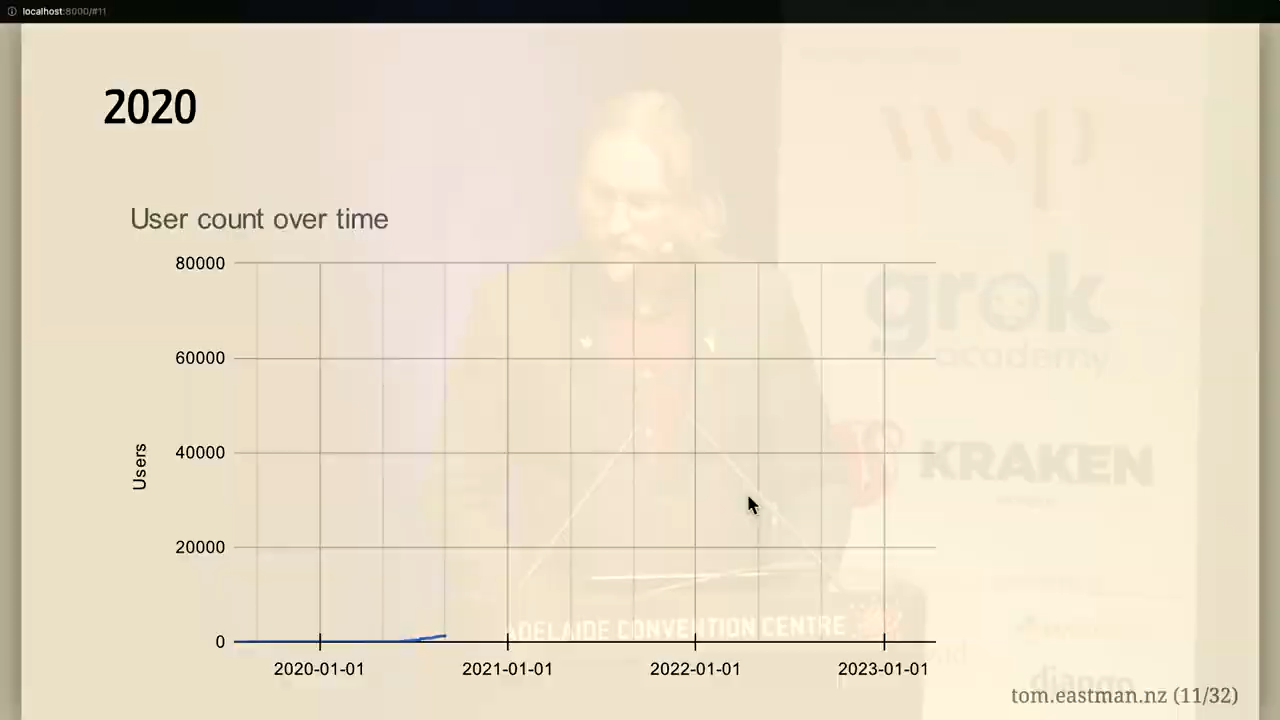 localhost:8000/#11
2020
User count over time
80000
60000
40000
20000
0
Users
2020-01-01
2021-01-01
2022-01-01
2023-01-01
wsp
grok
academy
KRAKEN
ADELAIDE CONVENTION CENTRE
django
tom.eastman.nz (11/32)